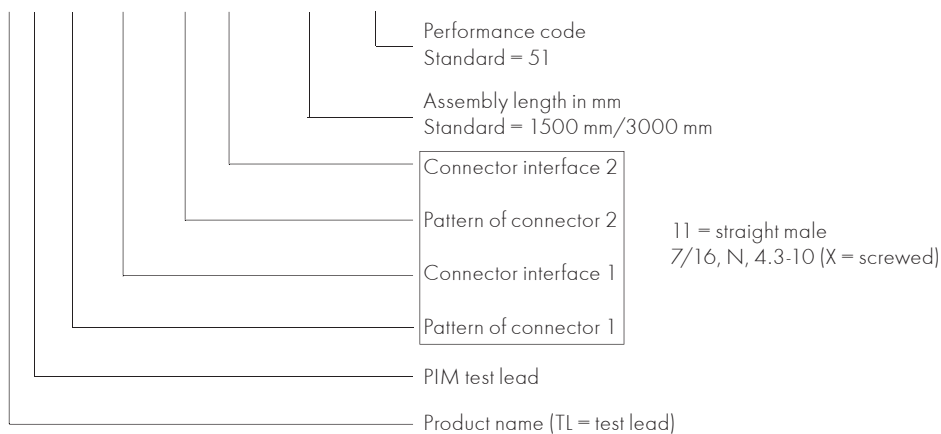 Performance code
Standard = 51
Assembly length in mm
Standard = 1500 mm/3000 mm
Connector interface 2
Pattern of connector 2
11 = straight male
7/16, N, 4.3-10 (X = screwed)
Connector interface 1
Pattern of connector 1
PIM test lead
Product name (TL = test lead)